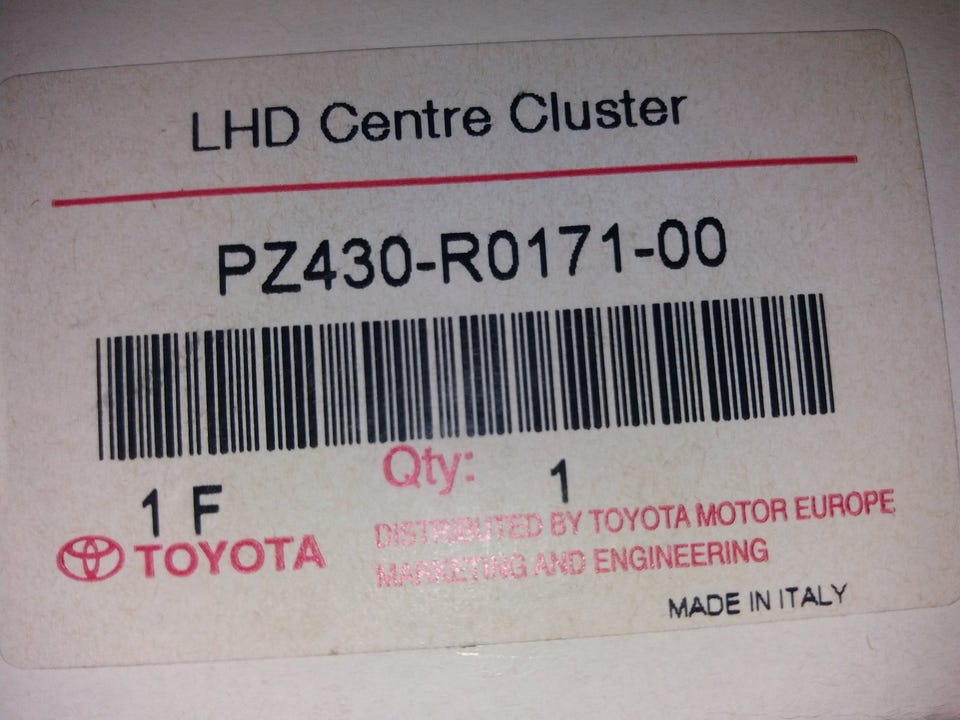 LHD Centre Cluster
PZ430-R0171-00
Qty: 1
1 F
TOYOTA
DISTRIBUTED BY TOYOTA MOTOR EUROPE
MARKETING AND ENGINEERING
MADE IN ITALY